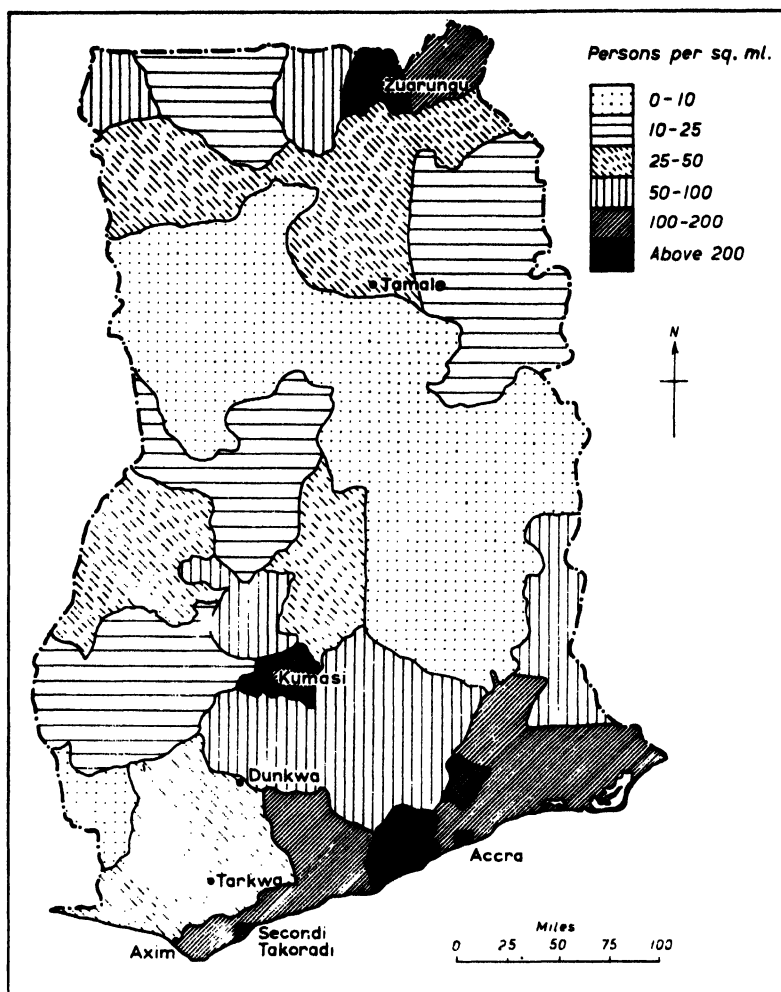 Persons per sq. ml.
0-10
10-25
25-50
50-100
100-200
Above 200
Zuarungu
Tamale
N
Kumasi
Dunkwa
Tarkwa
Accra
Axim
Secondi
Takoradi
Miles
0 25 50 75 100